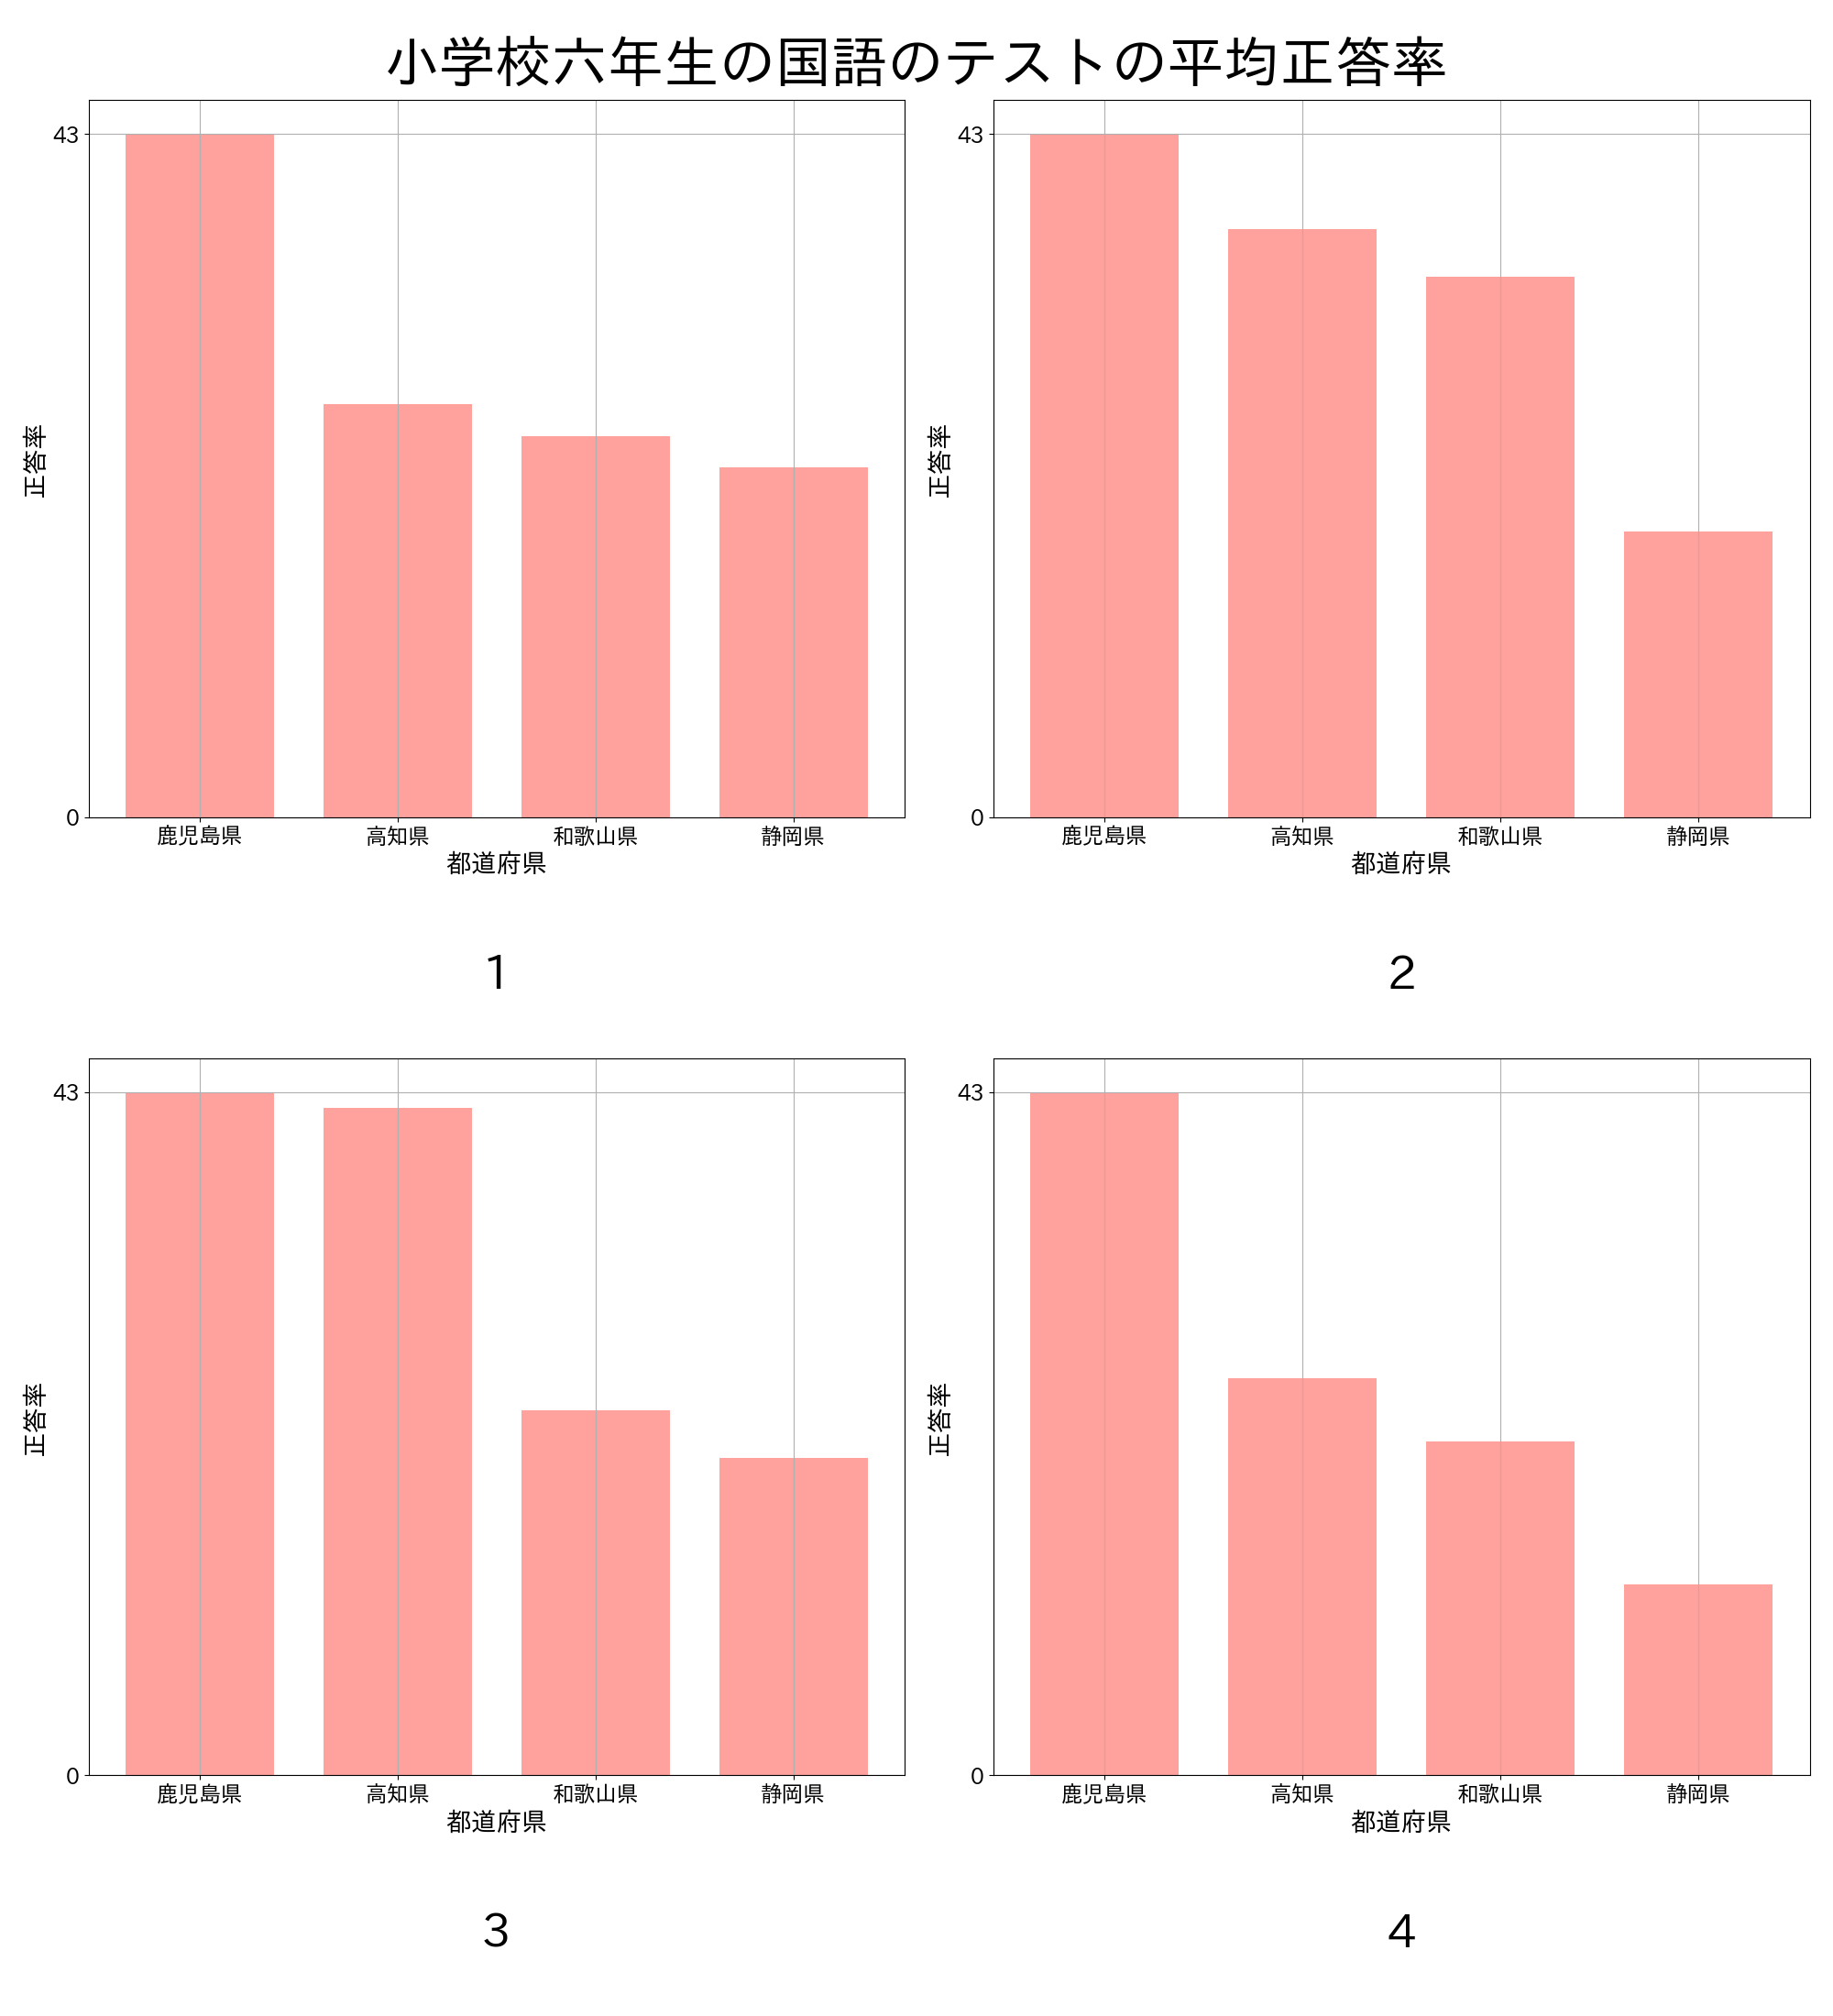 小学校六年生の国語のテストの平均正答率
43
0
正答率
鹿児島県 高知県 和歌山県 静岡県
都道府県
1
43
0
正答率
鹿児島県 高知県 和歌山県 静岡県
都道府県
2
43
0
正答率
鹿児島県 高知県 和歌山県 静岡県
都道府県
3
43
0
正答率
鹿児島県 高知県 和歌山県 静岡県
都道府県
4